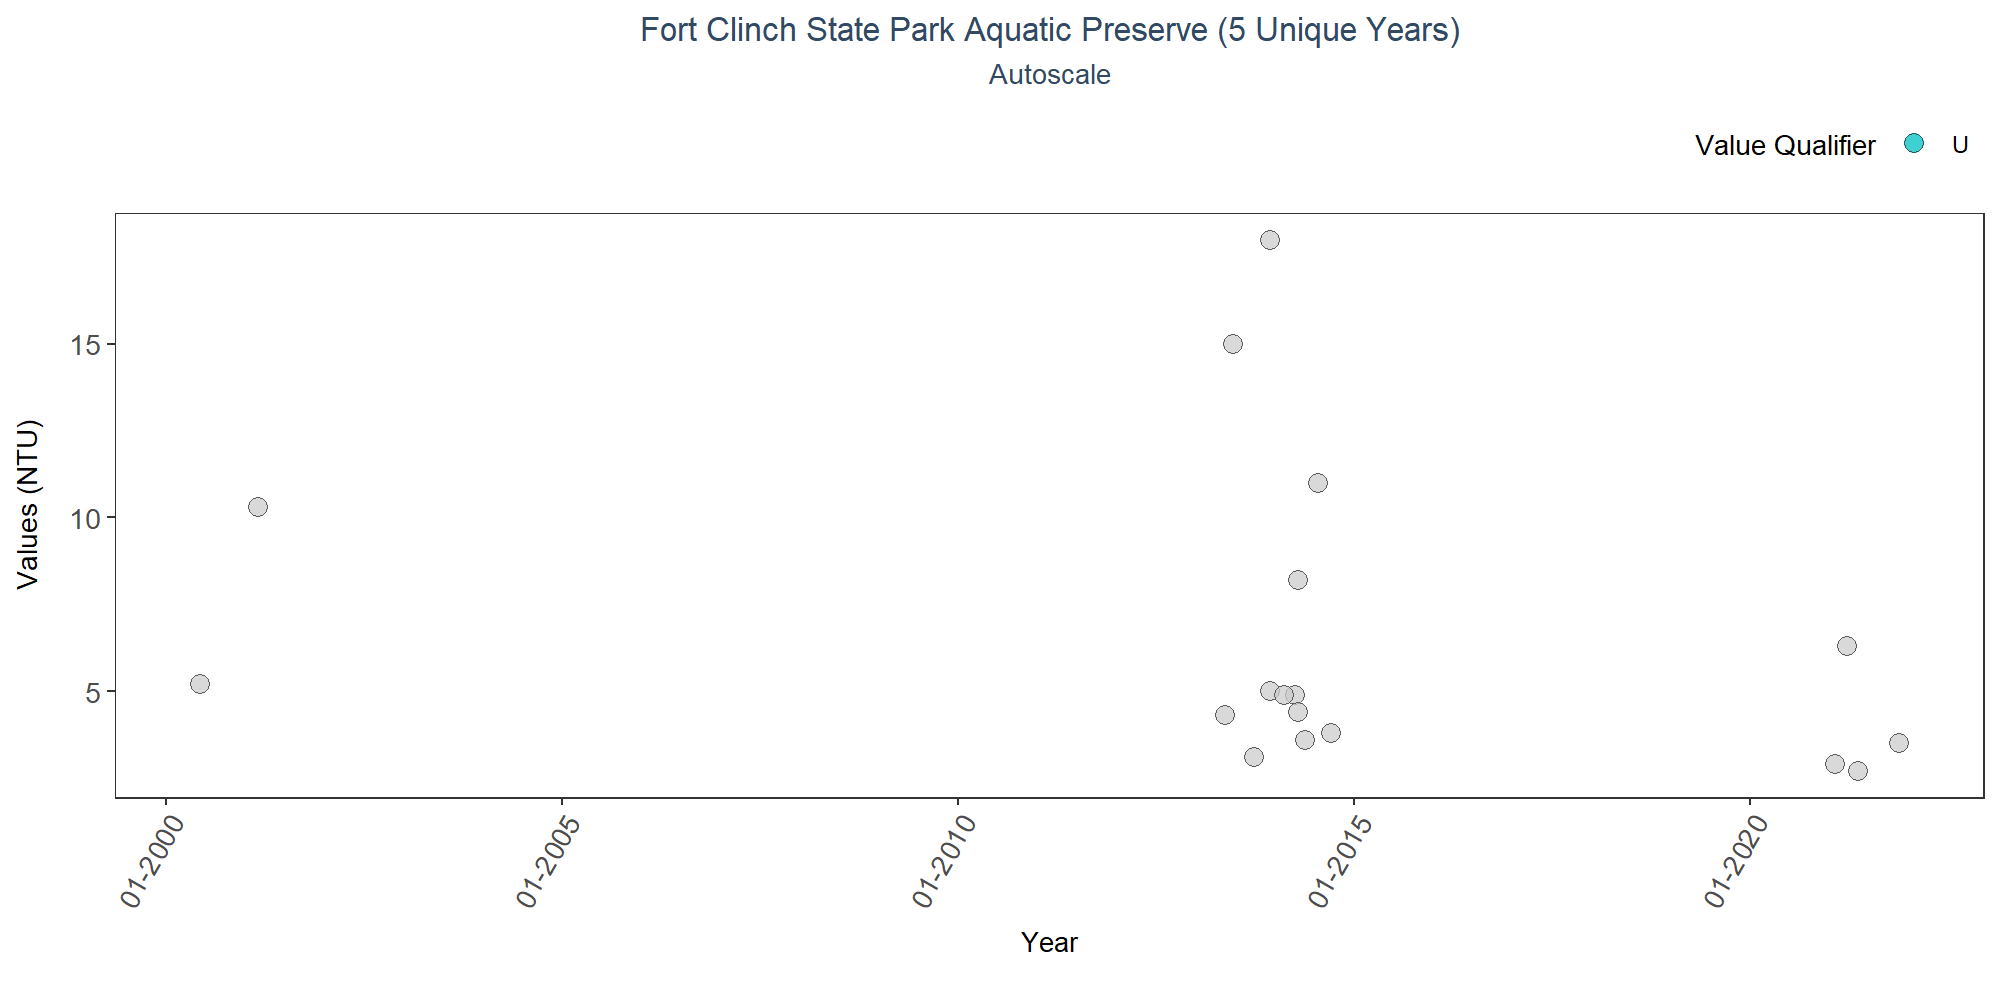 Fort Clinch State Park Aquatic Preserve (5 Unique Years)
Autoscale
Value Qualifier U
Values (NTU)
15
10
5
01-2000 01-2005 01-2010 01-2015 01-2020
Year